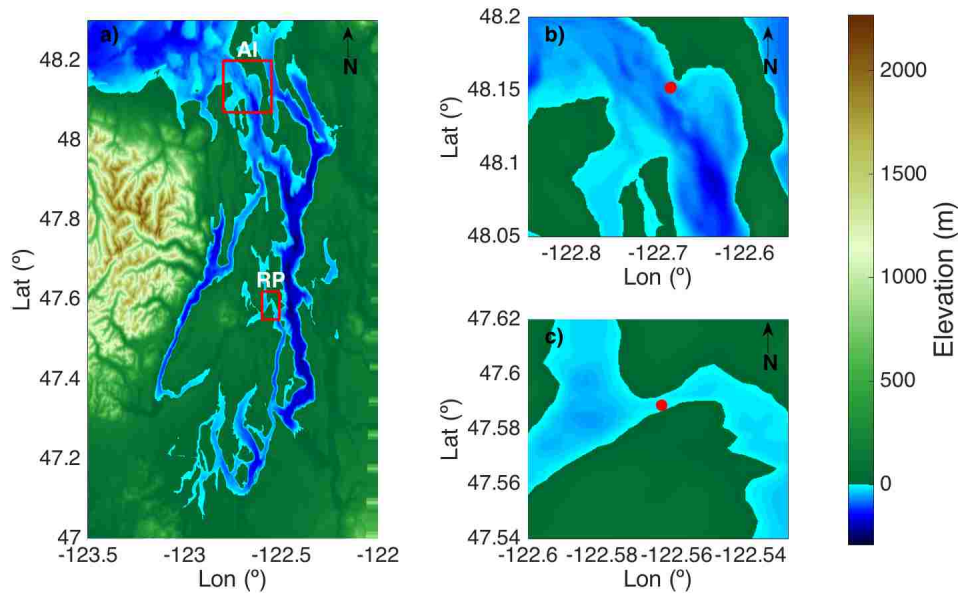 a)
AI
N
RP
48.2
48
47.8
47.6
47.4
47.2
47
Lat (º)
-123.5
-123
-122.5
-122
Lon (º)
b)
N
48.2
48.15
48.1
48.05
Lat (º)
-122.8
-122.7
-122.6
Lon (º)
c)
N
47.62
47.6
47.58
47.56
47.54
Lat (º)
-122.6
-122.58
-122.56
-122.54
Lon (º)
2000
1500
1000
500
0
Elevation (m)